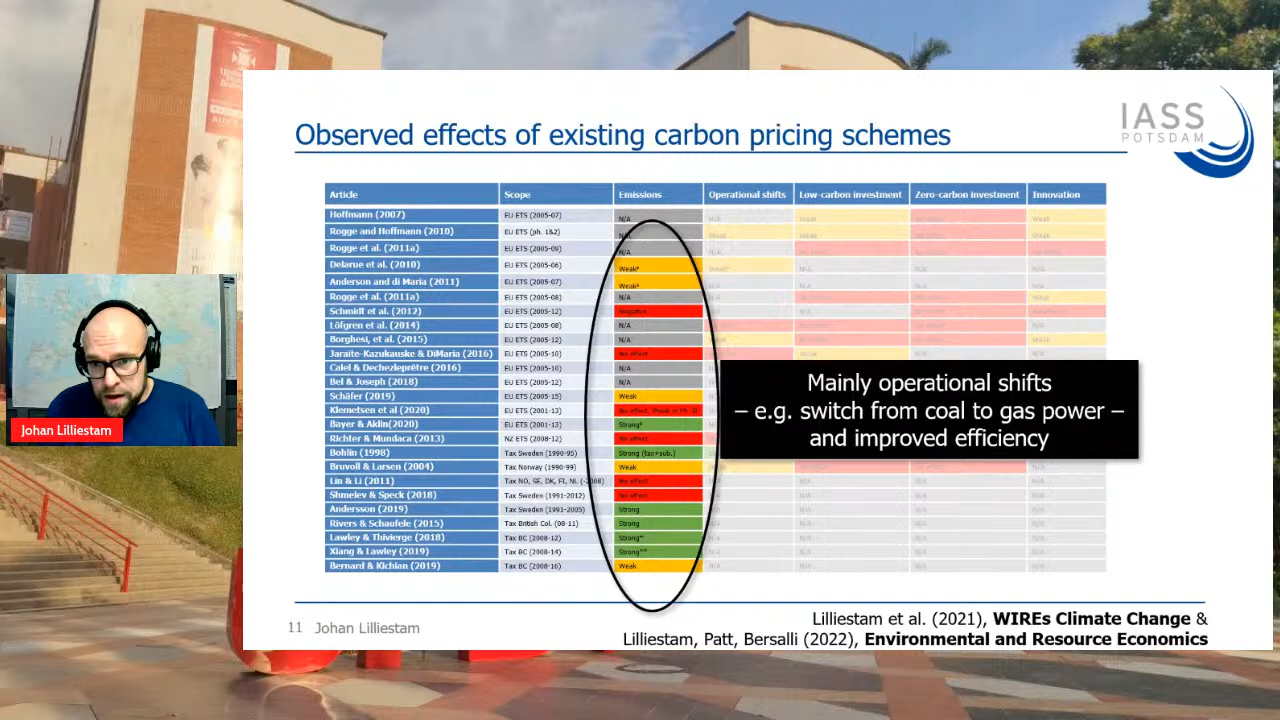 IASS
POTSDAM
Observed effects of existing carbon pricing schemes
Article Scope Emissions Operational shifts Low-carbon investment Zero-carbon investment Innovation
Hoffmann (2007) EU ETS (2005-07) N/A N/A Weak Weak
Rogge and Hoffmann (2010) EU ETS (ph. 1&2) N/A Weak Weak Weak
Rogge et al. (2011a) EU ETS (2005-09) N/A N/A
Delarue et al. (2010) EU ETS (2005-06) Weak* Weak* N/A N/A N/A
Anderson and di Maria (2011) EU ETS (2005-07) Weak* N/A N/A N/A N/A
Rogge et al. (2011a) EU ETS (2005-08) N/A Weak
Schmidt et al. (2012) EU ETS (2005-12) Negative
Löfgren et al. (2014) EU ETS (2005-08) N/A N/A
Borghesi, et al. (2015) EU ETS (2005-12) N/A Weak N/A N/A Weak
Jaraite-Kazukauske & DiMaria (2016) EU ETS (2005-10) No effect Weak
Calel & Dechezleprêtre (2016) EU ETS (2005-10) N/A
Bel & Joseph (2018) EU ETS (2005-12) N/A
Schäfer (2019) EU ETS (2005-15) Weak
Klemetsen et al (2020) EU ETS (2001-13) No effect, Weak in Ph. II
Bayer & Aklin(2020) EU ETS (2001-13) Strong*
Richter & Mundaca (2013) NZ ETS (2008-12) No effect
Bohlin (1998) Tax Sweden (1990-95) Strong (tax+sub.)
Bruvoll & Larsen (2004) Tax Norway (1990-99) Weak
Lin & Li (2011) Tax NO, SE, DK, FI, NL (-2008) No effect N/A N/A N/A N/A
Shmelev & Speck (2018) Tax Sweden (1991-2012) No effect N/A N/A N/A N/A
Andersson (2019) Tax Sweden (1991-2005) Strong N/A N/A N/A N/A
Rivers & Schaufele (2015) Tax British Col. (08-11) Strong N/A N/A N/A N/A
Lawley & Thivierge (2018) Tax BC (2008-12) Strong** N/A N/A N/A N/A
Xiang & Lawley (2019) Tax BC (2008-14) Strong** N/A N/A N/A N/A
Bernard & Kichian (2019) Tax BC (2008-16) Weak N/A N/A N/A N/A
Mainly operational shifts
– e.g. switch from coal to gas power –
and improved efficiency
Johan Lilliestam
11 Johan Lilliestam
Lilliestam et al. (2021), WIREs Climate Change &
Lilliestam, Patt, Bersalli (2022), Environmental and Resource Economics